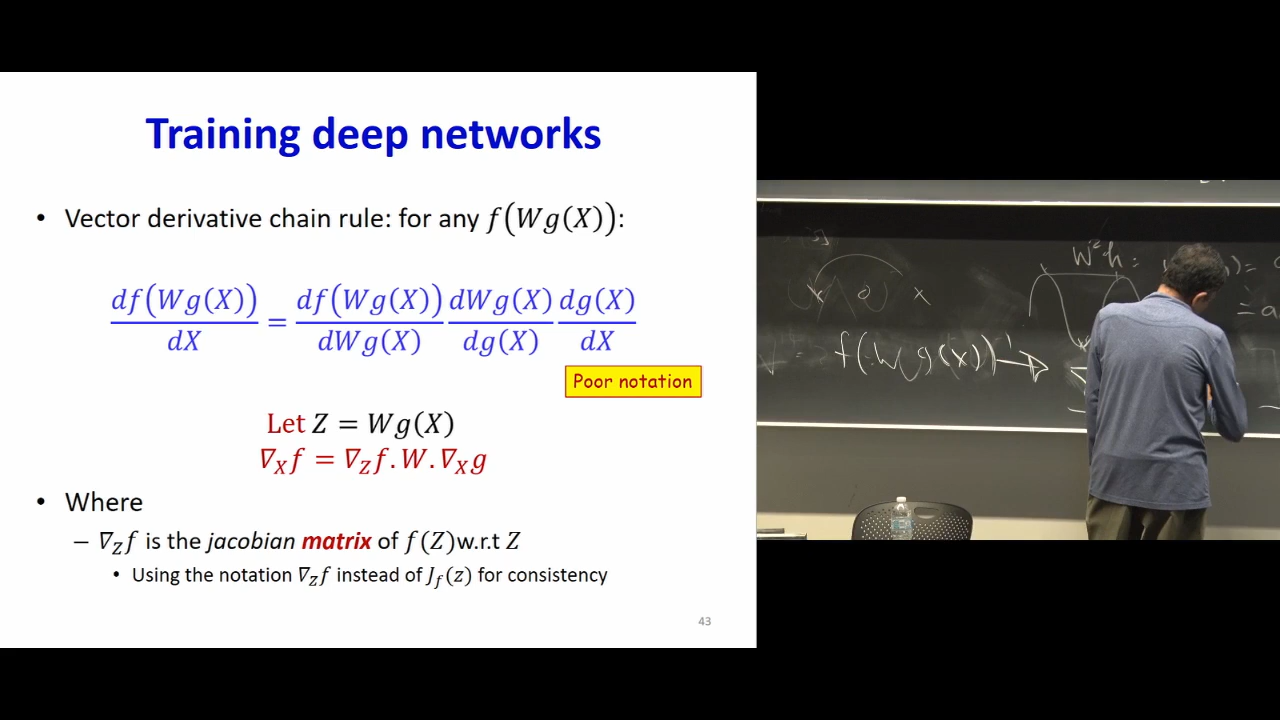 Training deep networks
• Vector derivative chain rule: for any f(Wg(X)):
df(Wg(X))/dX = df(Wg(X))/dWg(X) dWg(X)/dg(X) dg(X)/dX
Poor notation
Let Z = Wg(X)
∇_X f = ∇_Z f . W . ∇_X g
• Where
– ∇_Z f is the jacobian matrix of f(Z)w.r.t Z
• Using the notation ∇_Z f instead of J_f(z) for consistency
43
W²h =
f(W g(x)) →